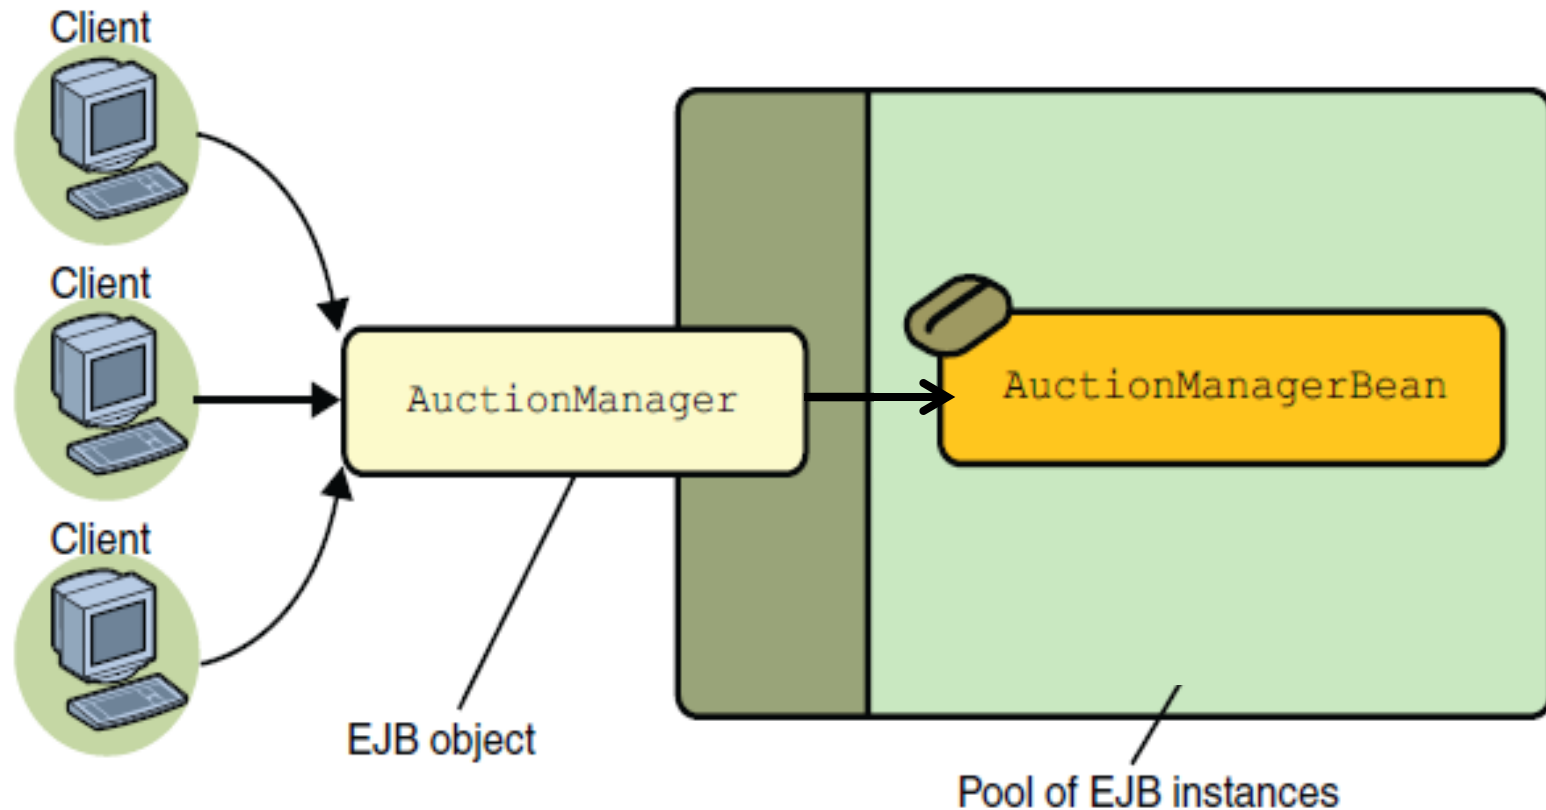 Client
Client
AuctionManager
AuctionManagerBean
Client
EJB object
Pool of EJB instances